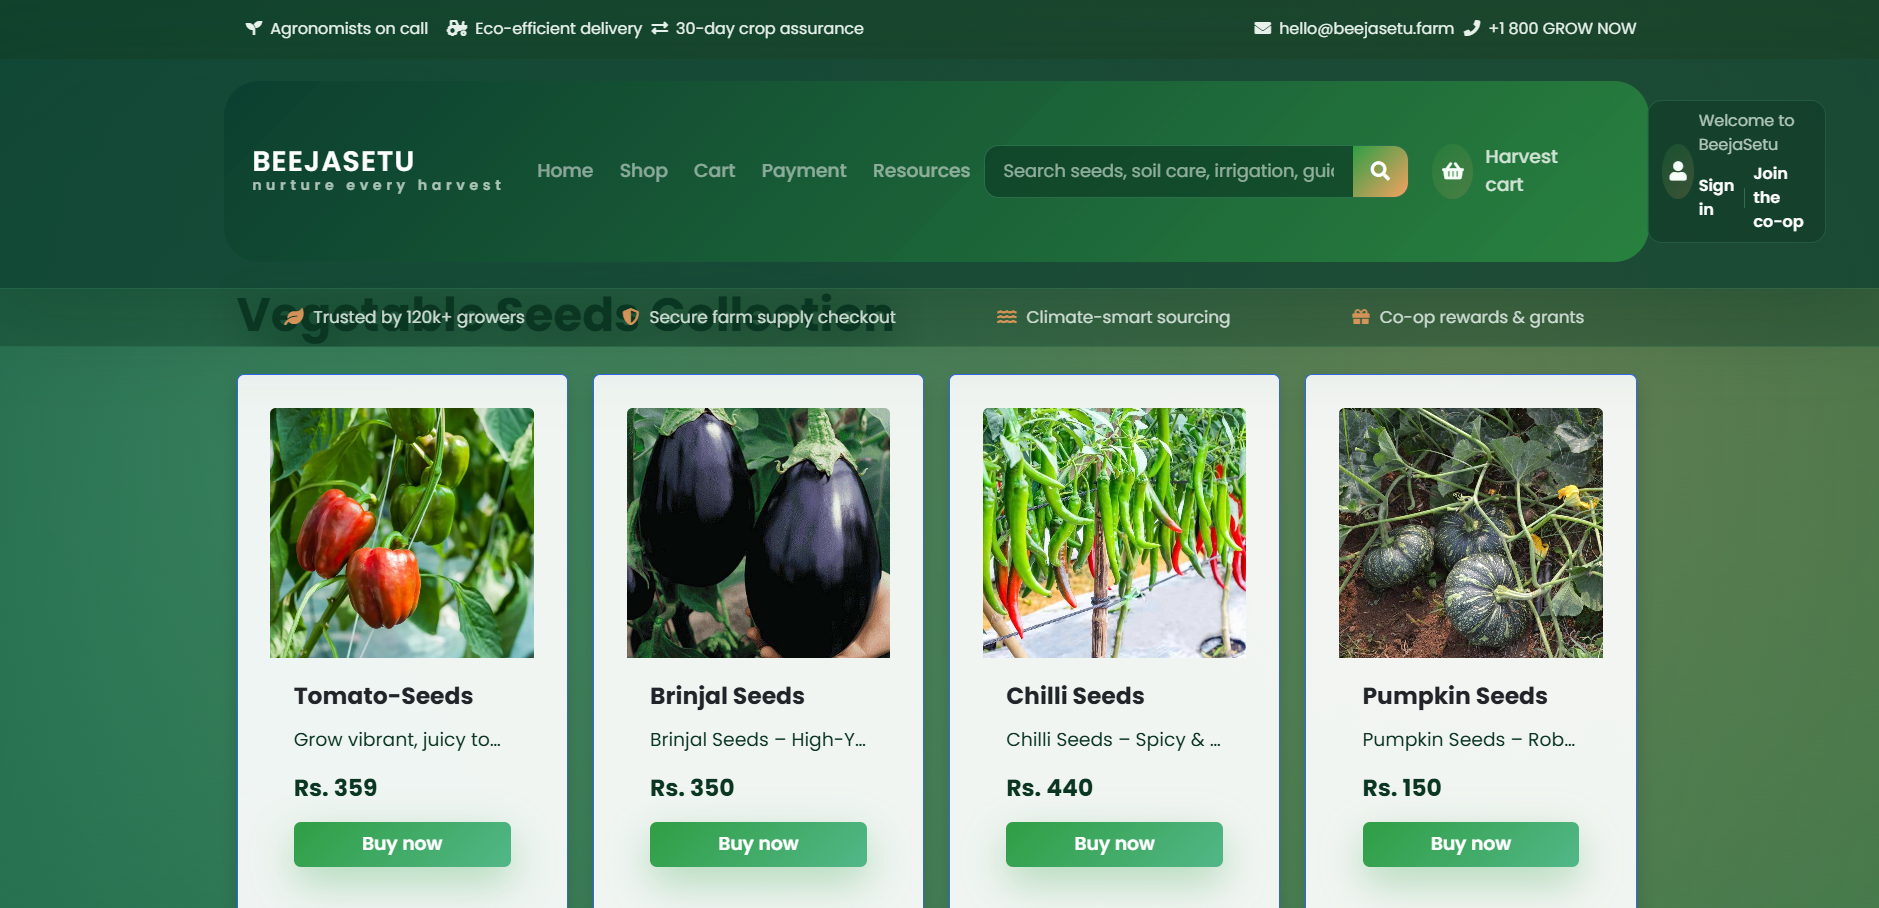 Agronomists on call Eco-efficient delivery 30-day crop assurance hello@beejasetu.farm +1 800 GROW NOW
BEEJASETU
nurture every harvest
Home Shop Cart Payment Resources
Search seeds, soil care, irrigation, guid
Harvest
cart
Welcome to
BeejaSetu
Sign
in
Join
the
co-op
Vegetable Seeds Collection
Trusted by 120k+ growers Secure farm supply checkout Climate-smart sourcing Co-op rewards & grants
Tomato-Seeds
Grow vibrant, juicy to...
Rs. 359
Buy now
Brinjal Seeds
Brinjal Seeds – High-Y...
Rs. 350
Buy now
Chilli Seeds
Chilli Seeds – Spicy & ...
Rs. 440
Buy now
Pumpkin Seeds
Pumpkin Seeds – Rob...
Rs. 150
Buy now